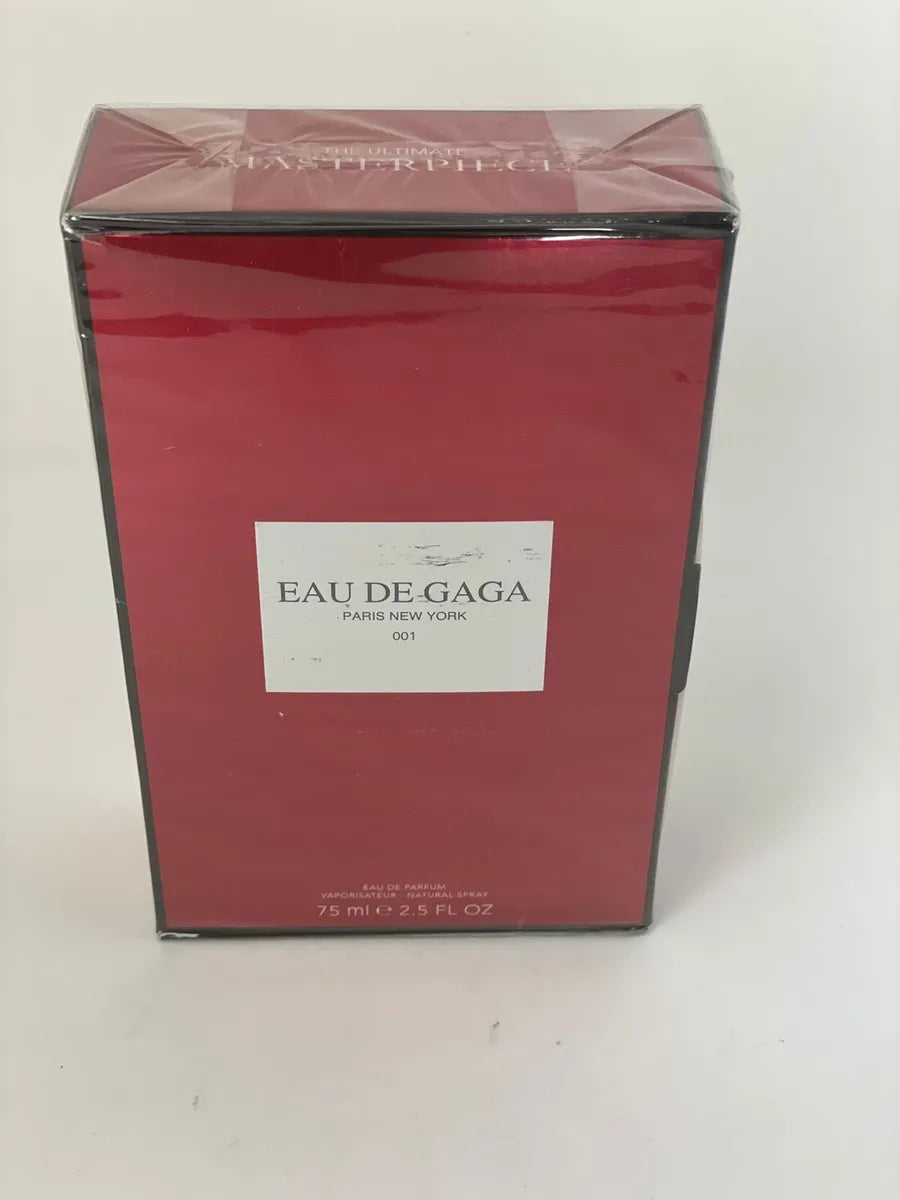 THE ULTIMATE
MASTERPIECE
EAU DE GAGA
PARIS NEW YORK
001
EAU DE PARFUM
VAPORISATEUR - NATURAL SPRAY
75 ml ℮ 2.5 FL OZ